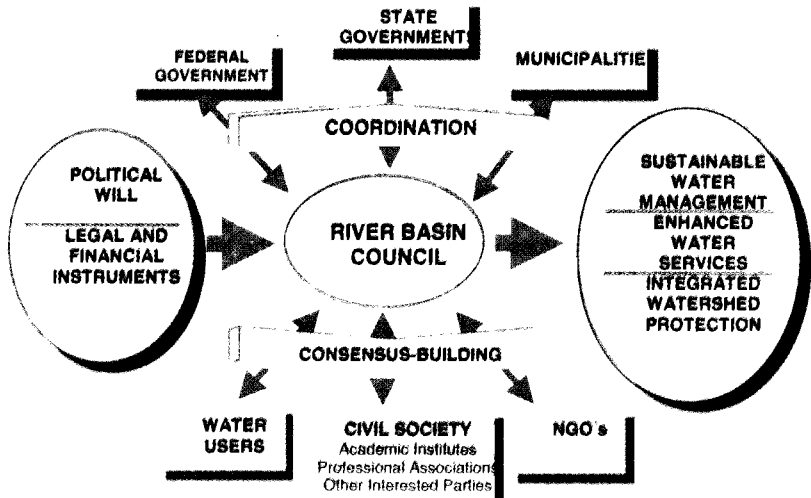 STATE
GOVERNMENTS
FEDERAL
GOVERNMENT
MUNICIPALITIE
COORDINATION
POLITICAL
WILL
LEGAL AND
FINANCIAL
INSTRUMENTS
RIVER BASIN
COUNCIL
SUSTAINABLE
WATER
MANAGEMENT
ENHANCED
WATER
SERVICES
INTEGRATED
WATERSHED
PROTECTION
CONSENSUS-BUILDING
WATER
USERS
CIVIL SOCIETY
Academic Institutes
Professional Associations
Other Interested Parties
NGO's